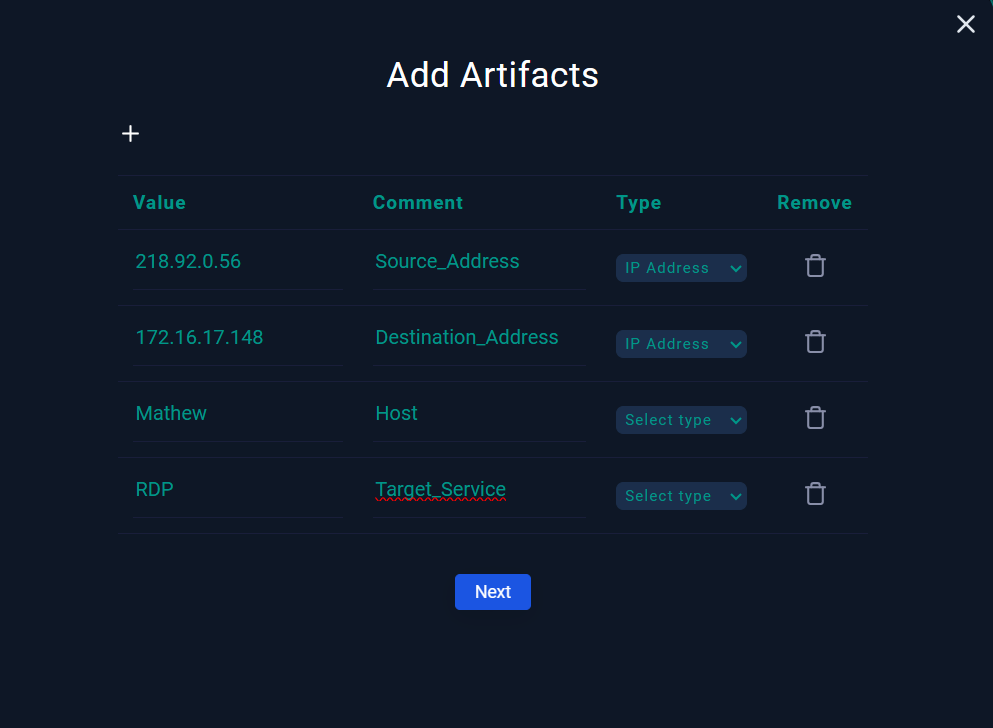 Add Artifacts
Value Comment Type Remove
218.92.0.56 Source_Address IP Address
172.16.17.148 Destination_Address IP Address
Mathew Host Select type
RDP Target_Service Select type
Next